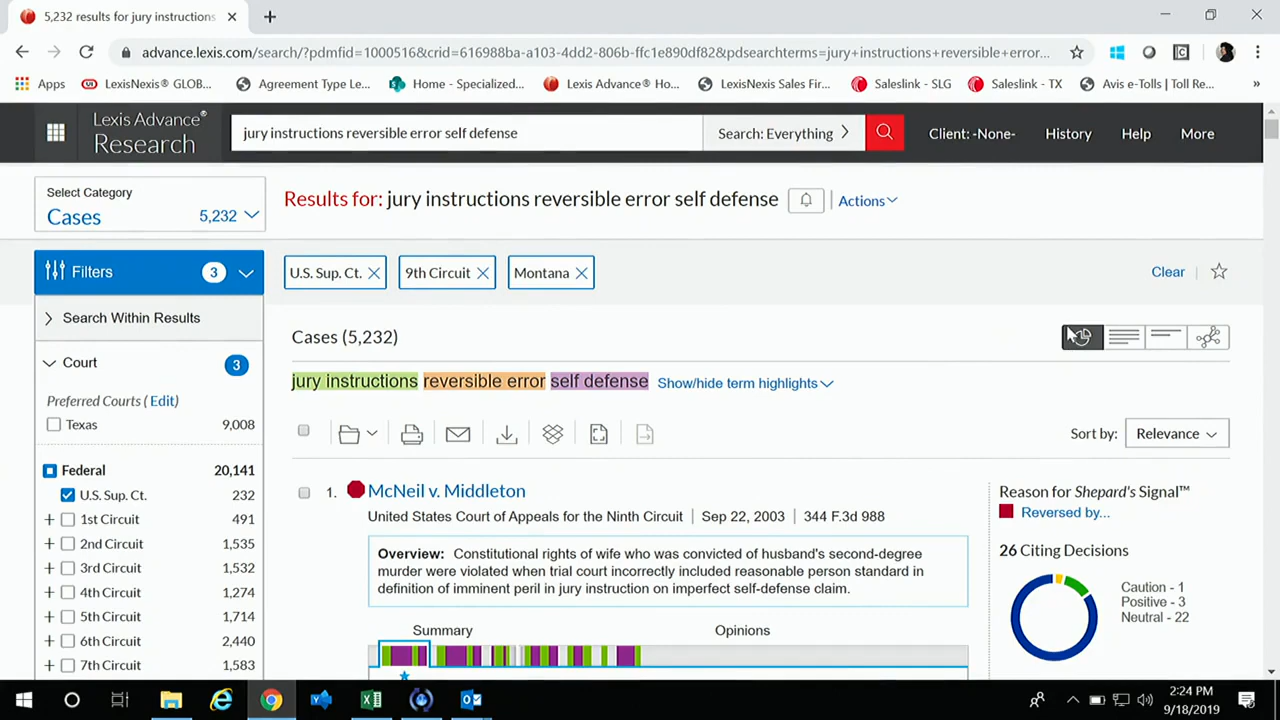 5,232 results for jury instructions
advance.lexis.com/search/?pdmfid=1000516&crid=616988ba-a103-4dd2-806b-ffc1e890df82&pdsearchterms=jury+instructions+reversible+error...
Apps LexisNexis® GLOB... Agreement Type Le... Home - Specialized... Lexis Advance® Ho... LexisNexis Sales Fir... Saleslink - SLG Saleslink - TX Avis e-Tolls | Toll Re... »
Lexis Advance®
Research
jury instructions reversible error self defense
Search: Everything
Client: -None-
History
Help
More
Select Category
Cases 5,232
Results for: jury instructions reversible error self defense
Actions
Filters 3
U.S. Sup. Ct.
9th Circuit
Montana
Clear
Search Within Results
Cases (5,232)
Court 3
jury instructions reversible error self defense Show/hide term highlights
Preferred Courts (Edit)
Texas 9,008
Sort by: Relevance
Federal 20,141
U.S. Sup. Ct. 232
1st Circuit 491
2nd Circuit 1,535
3rd Circuit 1,532
4th Circuit 1,274
5th Circuit 1,714
6th Circuit 2,440
7th Circuit 1,583
1. McNeil v. Middleton
United States Court of Appeals for the Ninth Circuit | Sep 22, 2003 | 344 F.3d 988
Overview: Constitutional rights of wife who was convicted of husband's second-degree
murder were violated when trial court incorrectly included reasonable person standard in
definition of imminent peril in jury instruction on imperfect self-defense claim.
Summary Opinions
Reason for Shepard's Signal™
Reversed by...
26 Citing Decisions
Caution - 1
Positive - 3
Neutral - 22
2:24 PM
9/18/2019